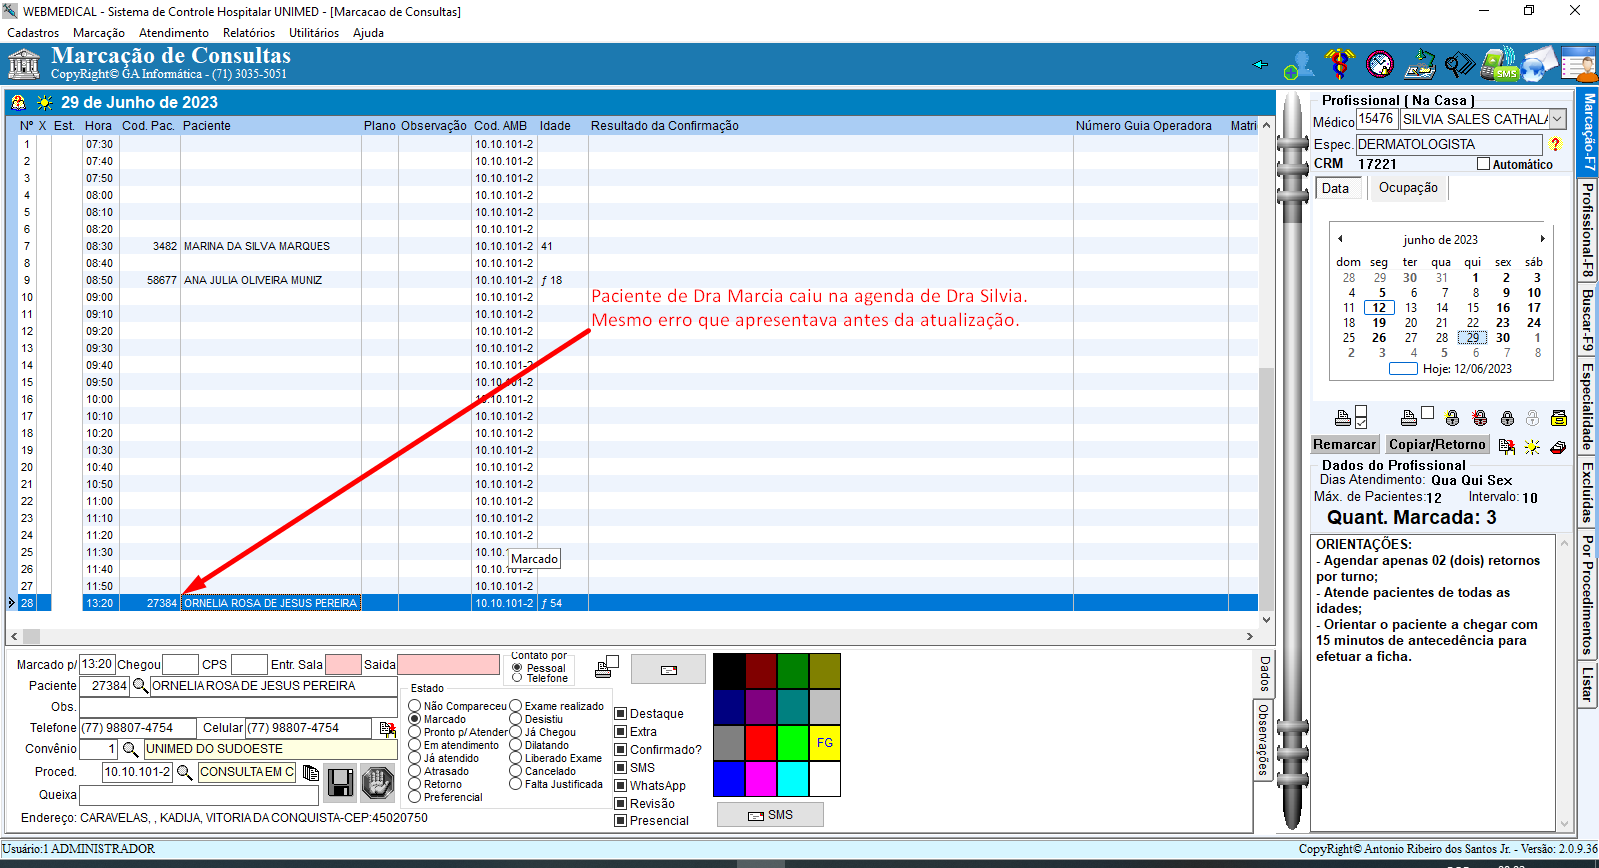 WEBMEDICAL - Sistema de Controle Hospitalar UNIMED - [Marcacao de Consultas]
Cadastros Marcação Atendimento Relatórios Utilitários Ajuda
Marcação de Consultas
CopyRight© GA Informática - (71) 3035-5051
SMS
29 de Junho de 2023
Nº X Est. Hora Cod. Pac. Paciente Plano Observação Cod. AMB Idade Resultado da Confirmação Número Guia Operadora Matri
1 07:30 10.10.101-2
2 07:40 10.10.101-2
3 07:50 10.10.101-2
4 08:00 10.10.101-2
5 08:10 10.10.101-2
6 08:20 10.10.101-2
7 08:30 3482 MARINA DA SILVA MARQUES 10.10.101-2 41
8 08:40 10.10.101-2
9 08:50 58677 ANA JULIA OLIVEIRA MUNIZ 10.10.101-2 ƒ 18
10 09:00 10.10.101-2
11 09:10 10.10.101-2
12 09:20 10.10.101-2
13 09:30 10.10.101-2
14 09:40 10.10.101-2
15 09:50 10.10.101-2
16 10:00 10.10.101-2
17 10:10 10.10.101-2
18 10:20 10.10.101-2
19 10:30 10.10.101-2
20 10:40 10.10.101-2
21 10:50 10.10.101-2
22 11:00 10.10.101-2
23 11:10 10.10.101-2
24 11:20 10.10.101-2
25 11:30 10.10.
26 11:40 10.10.101-2
27 11:50 10.10.101-2
28 13:20 27384 ORNELIA ROSA DE JESUS PEREIRA 10.10.101-2 ƒ 54
Paciente de Dra Marcia caiu na agenda de Dra Silvia.
Mesmo erro que apresentava antes da atualização.
Marcado
Profissional ( Na Casa )
Médico 15476 SILVIA SALES CATHALA
Espec. DERMATOLOGISTA ?
CRM 17221 Automático
Data Ocupação
junho de 2023
dom seg ter qua qui sex sáb
28 29 30 31 1 2 3
4 5 6 7 8 9 10
11 12 13 14 15 16 17
18 19 20 21 22 23 24
25 26 27 28 29 30 1
2 3 4 5 6 7 8
Hoje: 12/06/2023
Remarcar Copiar/Retorno
Dados do Profissional
Dias Atendimento: Qua Qui Sex
Máx. de Pacientes:12 Intervalo: 10
Quant. Marcada: 3
ORIENTAÇÕES:
- Agendar apenas 02 (dois) retornos
por turno;
- Atende pacientes de todas as
idades;
- Orientar o paciente a chegar com
15 minutos de antecedência para
efetuar a ficha.
Marcação-F7
Profissional-F8
Buscar-F9
Especialidade
Excluídas
Por Procedimentos
Listar
Marcado p/ 13:20 Chegou CPS Entr. Sala Saida
Paciente 27384 ORNELIA ROSA DE JESUS PEREIRA
Obs.
Telefone (77) 98807-4754 Celular (77) 98807-4754
Convênio 1 UNIMED DO SUDOESTE
Proced. 10.10.101-2 CONSULTA EM C
Queixa
Endereço: CARAVELAS, , KADIJA, VITORIA DA CONQUISTA-CEP:45020750
Contato por
Pessoal
Telefone
Estado
Não Compareceu Exame realizado
Marcado Desistiu
Pronto p/ Atender Já Chegou
Em atendimento Dilatando
Já atendido Liberado Exame
Atrasado Cancelado
Retorno Falta Justificada
Preferencial
Destaque
Extra
Confirmado?
SMS
WhatsApp
Revisão
Presencial
FG
SMS
Dados
Observações
Usuário:1 ADMINISTRADOR
CopyRight© Antonio Ribeiro dos Santos Jr. - Versão: 2.0.9.36